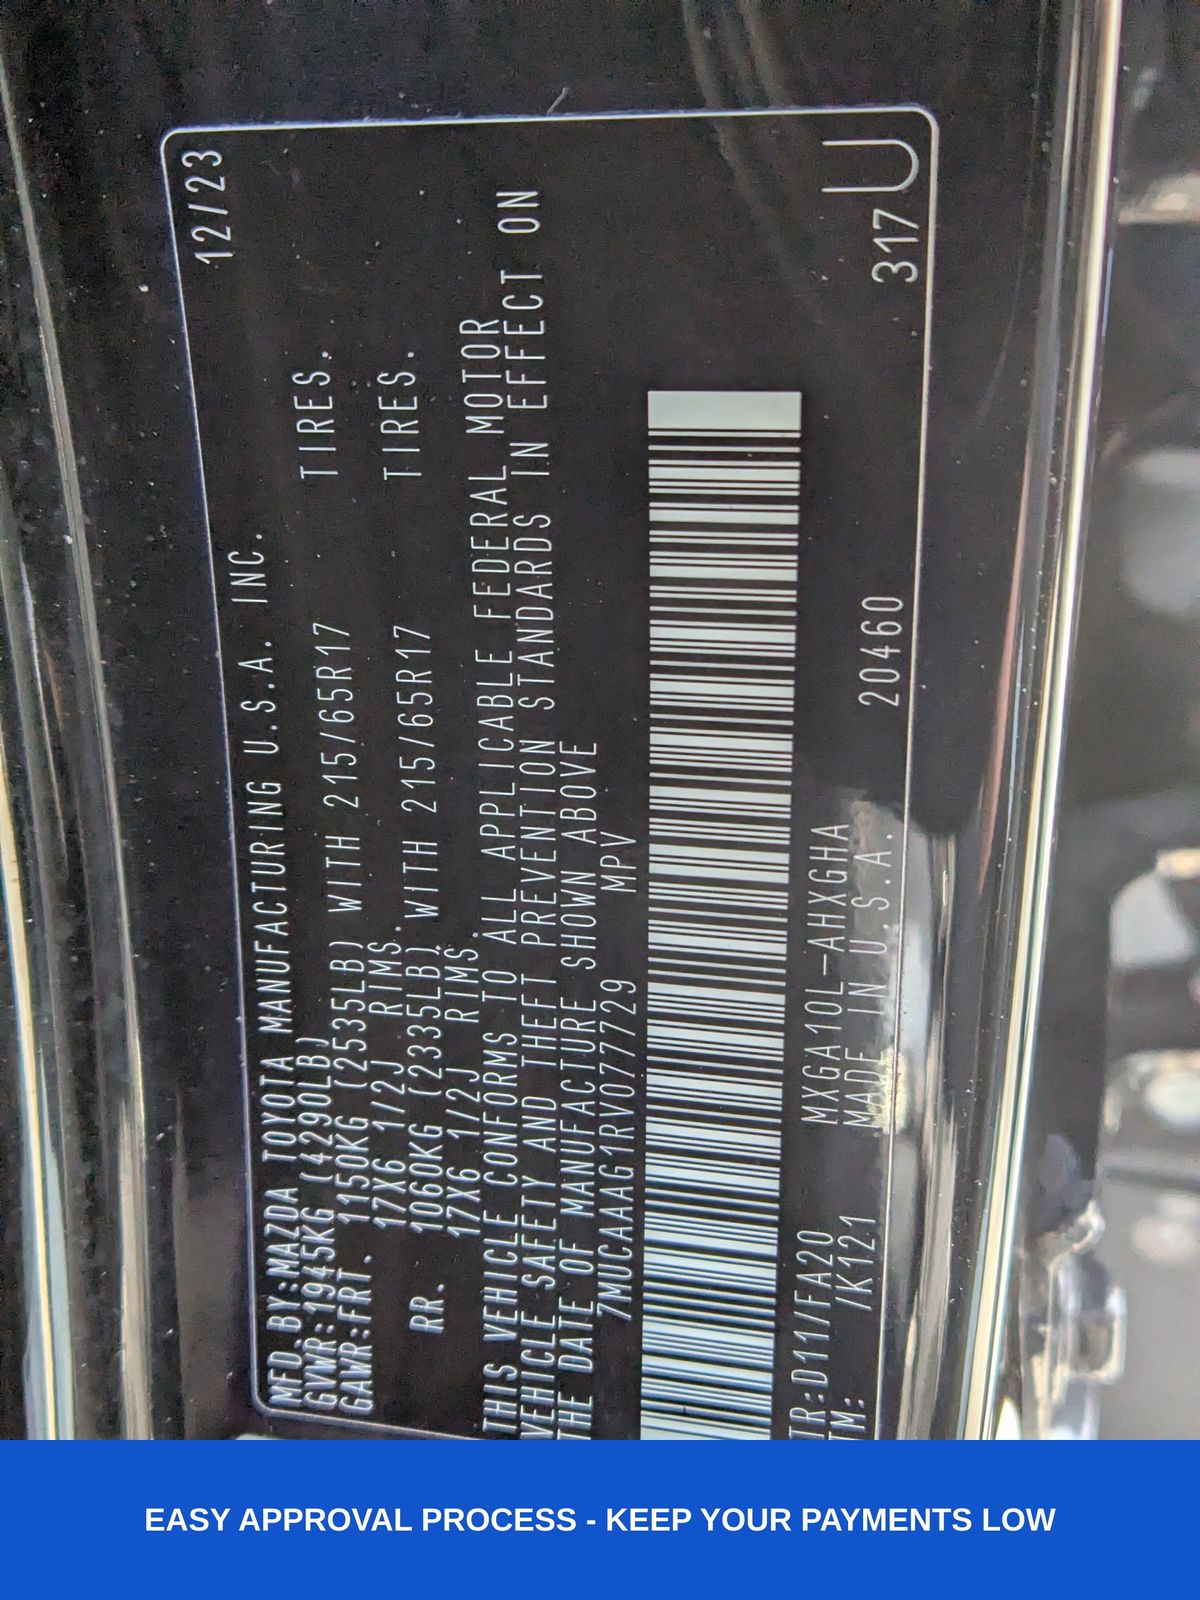 MFD.BY:MAZDA TOYOTA MANUFACTURING U.S.A. INC. 12/23
GVWR:1945KG (4290LB)
GAWR:FRT. 1150KG (2535LB) WITH 215/65R17 TIRES.
17X6 1/2J RIMS.
RR. 1060KG (2335LB) WITH 215/65R17 TIRES.
17X6 1/2J RIMS.
THIS VEHICLE CONFORMS TO ALL APPLICABLE FEDERAL MOTOR
VEHICLE SAFETY AND THEFT PREVENTION STANDARDS IN EFFECT ON
THE DATE OF MANUFACTURE SHOWN ABOVE
7MUCAAAG1RV077729 MPV
TR:D111/FA20 MXGA10L-AHXGHA
TM: /K121 MADE IN U.S.A. 20460 317 U
EASY APPROVAL PROCESS - KEEP YOUR PAYMENTS LOW